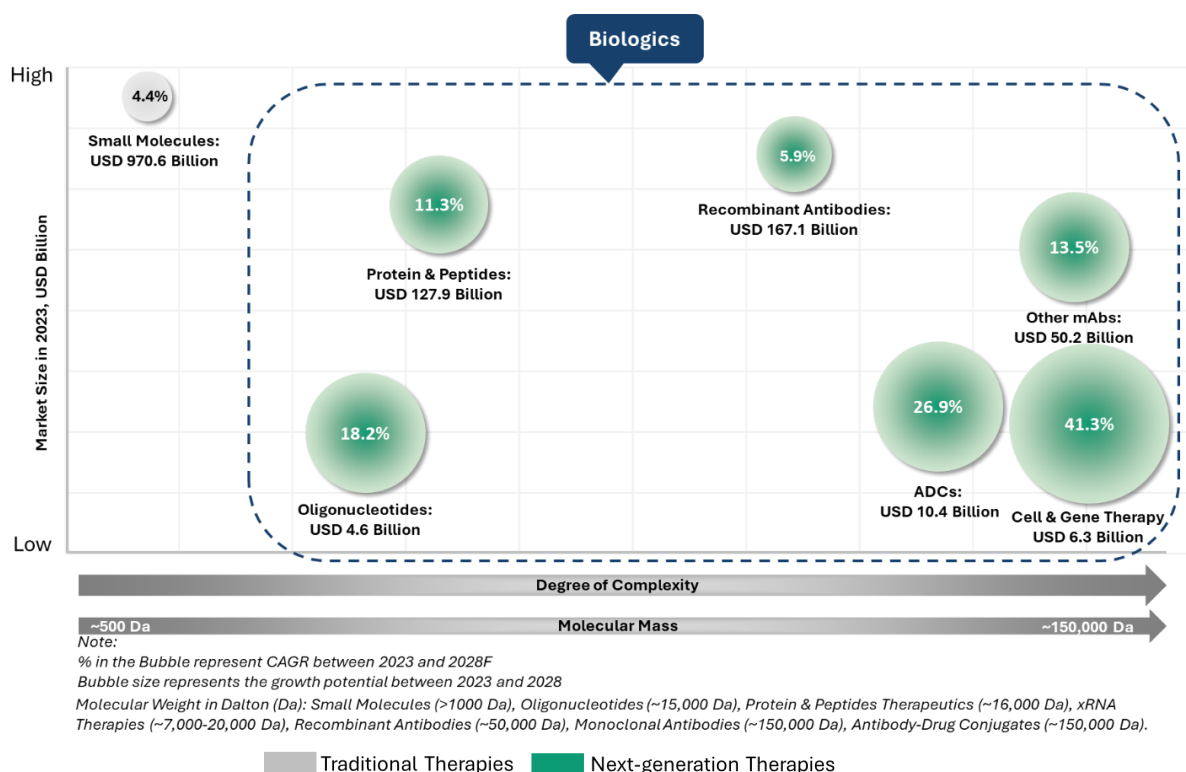 Biologics
High
4.4%
Small Molecules:
USD 970.6 Billion
5.9%
Recombinant Antibodies:
USD 167.1 Billion
11.3%
Protein & Peptides:
USD 127.9 Billion
13.5%
Other mAbs:
USD 50.2 Billion
Market Size in 2023, USD Billion
18.2%
Oligonucleotides:
USD 4.6 Billion
26.9%
ADCs:
USD 10.4 Billion
41.3%
Cell & Gene Therapy
USD 6.3 Billion
Low
Degree of Complexity
~500 Da
Molecular Mass
~150,000 Da
Note:
% in the Bubble represent CAGR between 2023 and 2028F
Bubble size represents the growth potential between 2023 and 2028
Molecular Weight in Dalton (Da): Small Molecules (>1000 Da), Oligonucleotides (~15,000 Da), Protein & Peptides Therapeutics (~16,000 Da), xRNA
Therapies (~7,000-20,000 Da), Recombinant Antibodies (~50,000 Da), Monoclonal Antibodies (~150,000 Da), Antibody-Drug Conjugates (~150,000 Da).
Traditional Therapies
Next-generation Therapies